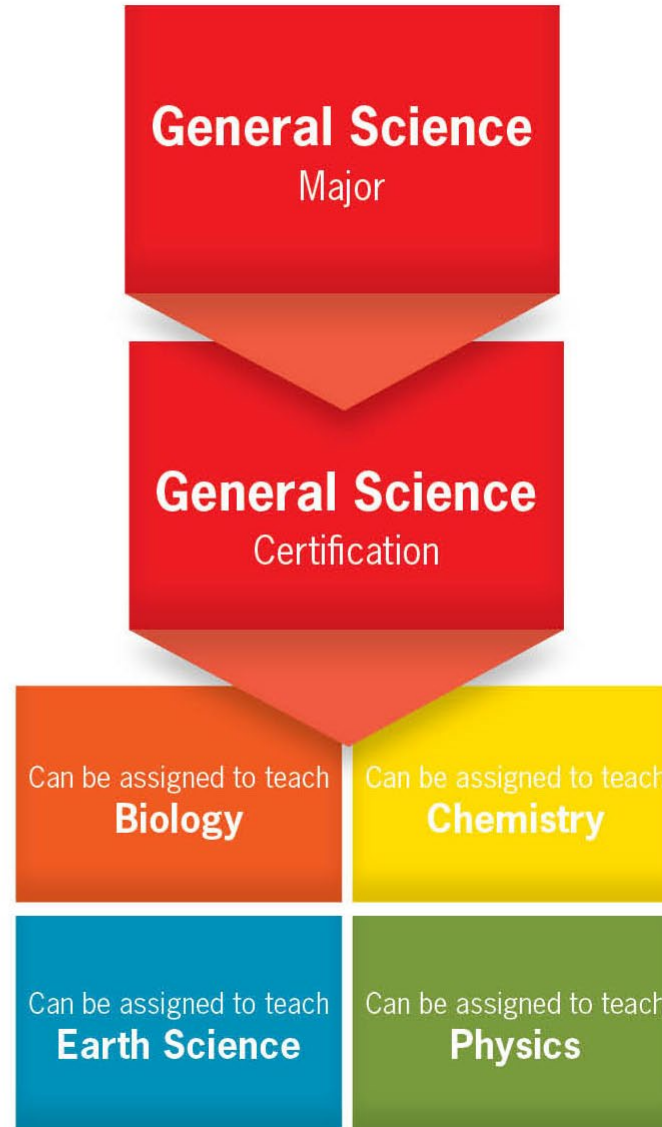 General Science
Major
General Science
Certification
Can be assigned to teach
Biology
Can be assigned to teach
Chemistry
Can be assigned to teach
Earth Science
Can be assigned to teach
Physics